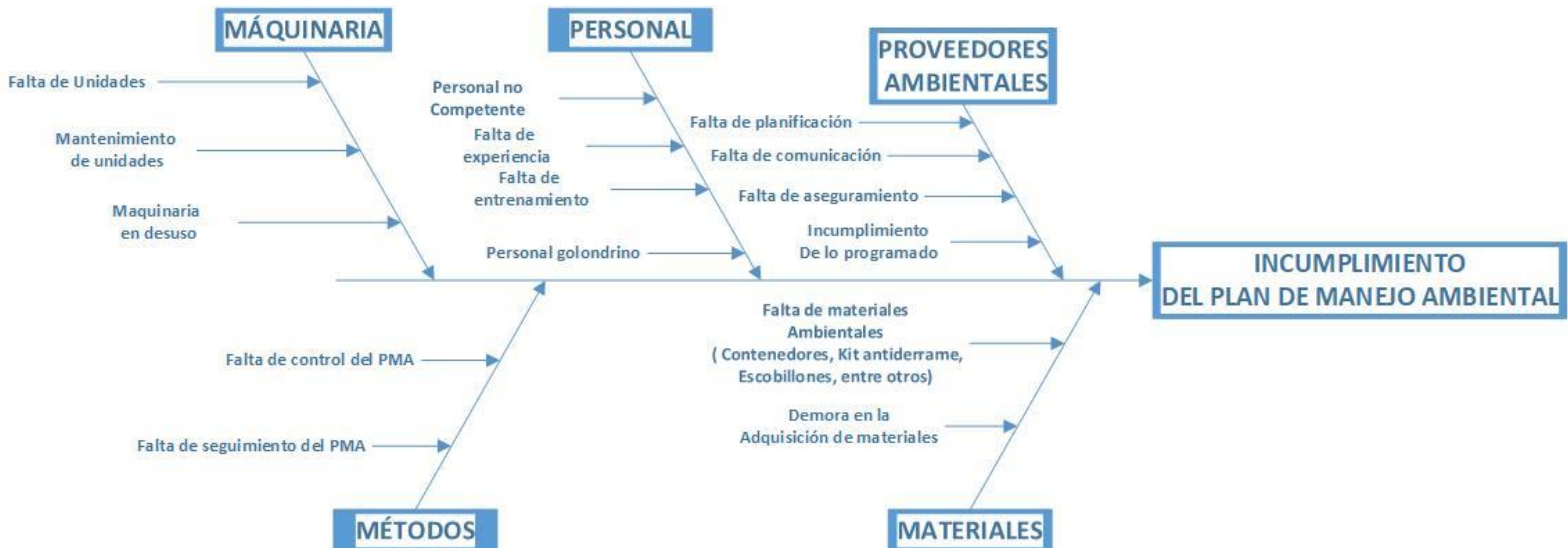 MÁQUINARIA
Falta de Unidades
Mantenimiento
de unidades
Maquinaria
en desuso
PERSONAL
Personal no
Competente
Falta de
experiencia
Falta de
entrenamiento
Personal golondrino
PROVEEDORES
AMBIENTALES
Falta de planificación
Falta de comunicación
Falta de aseguramiento
Incumplimiento
De lo programado
INCUMPLIMIENTO
DEL PLAN DE MANEJO AMBIENTAL
Falta de control del PMA
Falta de seguimiento del PMA
MÉTODOS
Falta de materiales
Ambientales
( Contenedores, Kit antiderrame,
Escobillones, entre otros)
Demora en la
Adquisición de materiales
MATERIALES